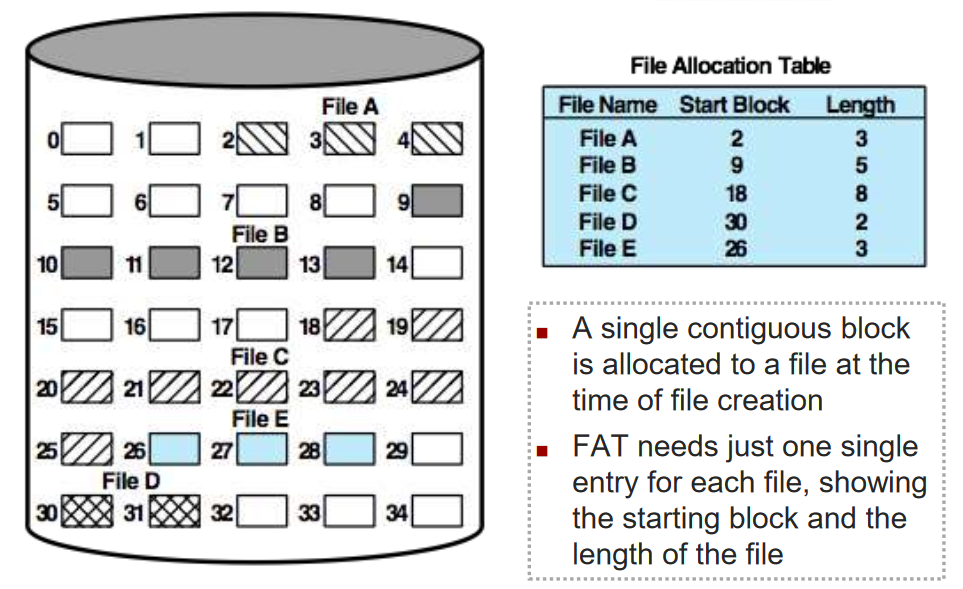 File A
0 1 2 3 4
5 6 7 8 9
File B
10 11 12 13 14
15 16 17 18 19
File C
20 21 22 23 24
File E
25 26 27 28 29
File D
30 31 32 33 34
File Allocation Table
File Name Start Block Length
File A 2 3
File B 9 5
File C 18 8
File D 30 2
File E 26 3
A single contiguous block
is allocated to a file at the
time of file creation
FAT needs just one single
entry for each file, showing
the starting block and the
length of the file